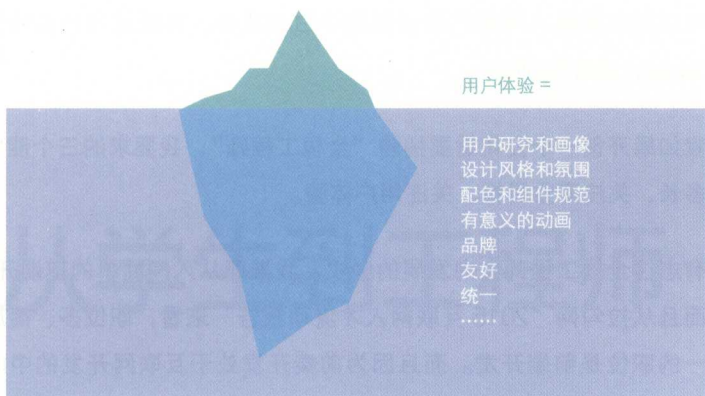 用户体验 =
用户研究和画像
设计风格和氛围
配色和组件规范
有意义的动画
品牌
友好
统一
……